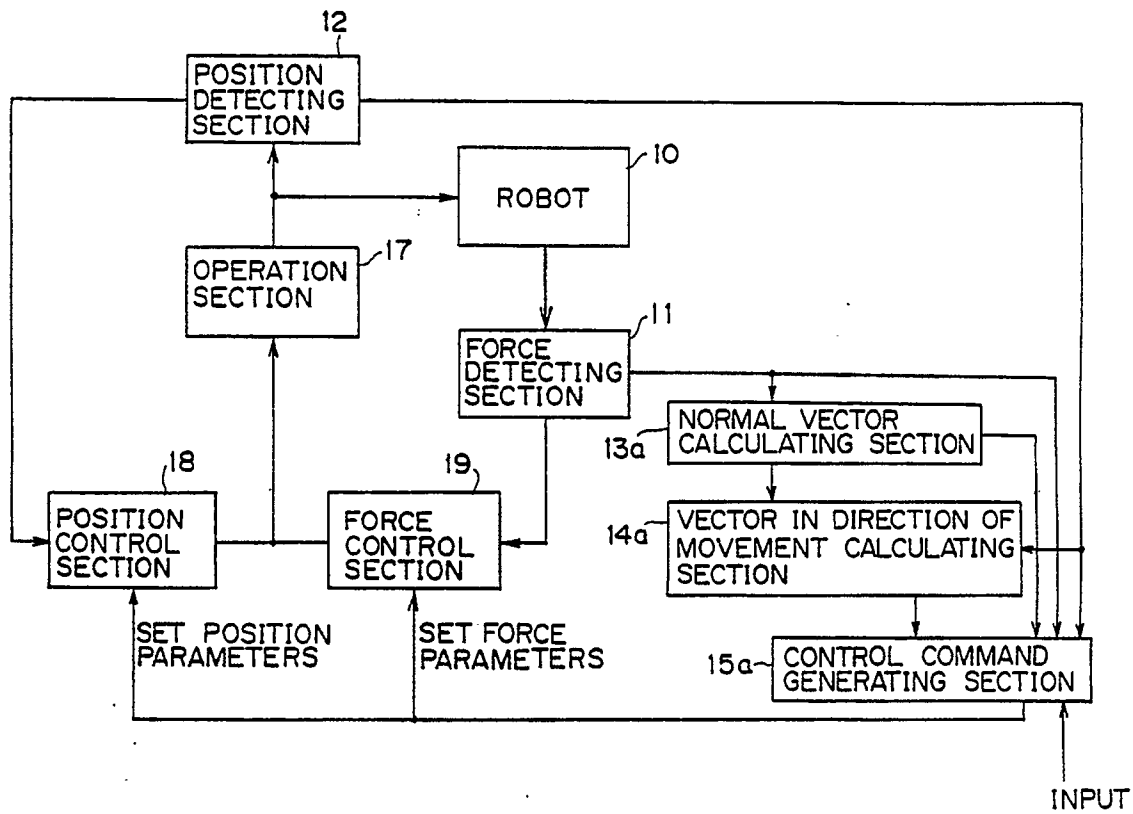 12
POSITION
DETECTING
SECTION
10
ROBOT
17
OPERATION
SECTION
11
FORCE
DETECTING
SECTION
13a
NORMAL VECTOR
CALCULATING SECTION
18
POSITION
CONTROL
SECTION
19
FORCE
CONTROL
SECTION
14a
VECTOR IN DIRECTION OF
MOVEMENT CALCULATING
SECTION
SET POSITION
PARAMETERS
SET FORCE
PARAMETERS
15a
CONTROL COMMAND
GENERATING SECTION
INPUT